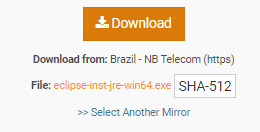 Download
Download from: Brazil - NB Telecom (https)
File: eclipse-inst-jre-win64.exe SHA-512
>> Select Another Mirror